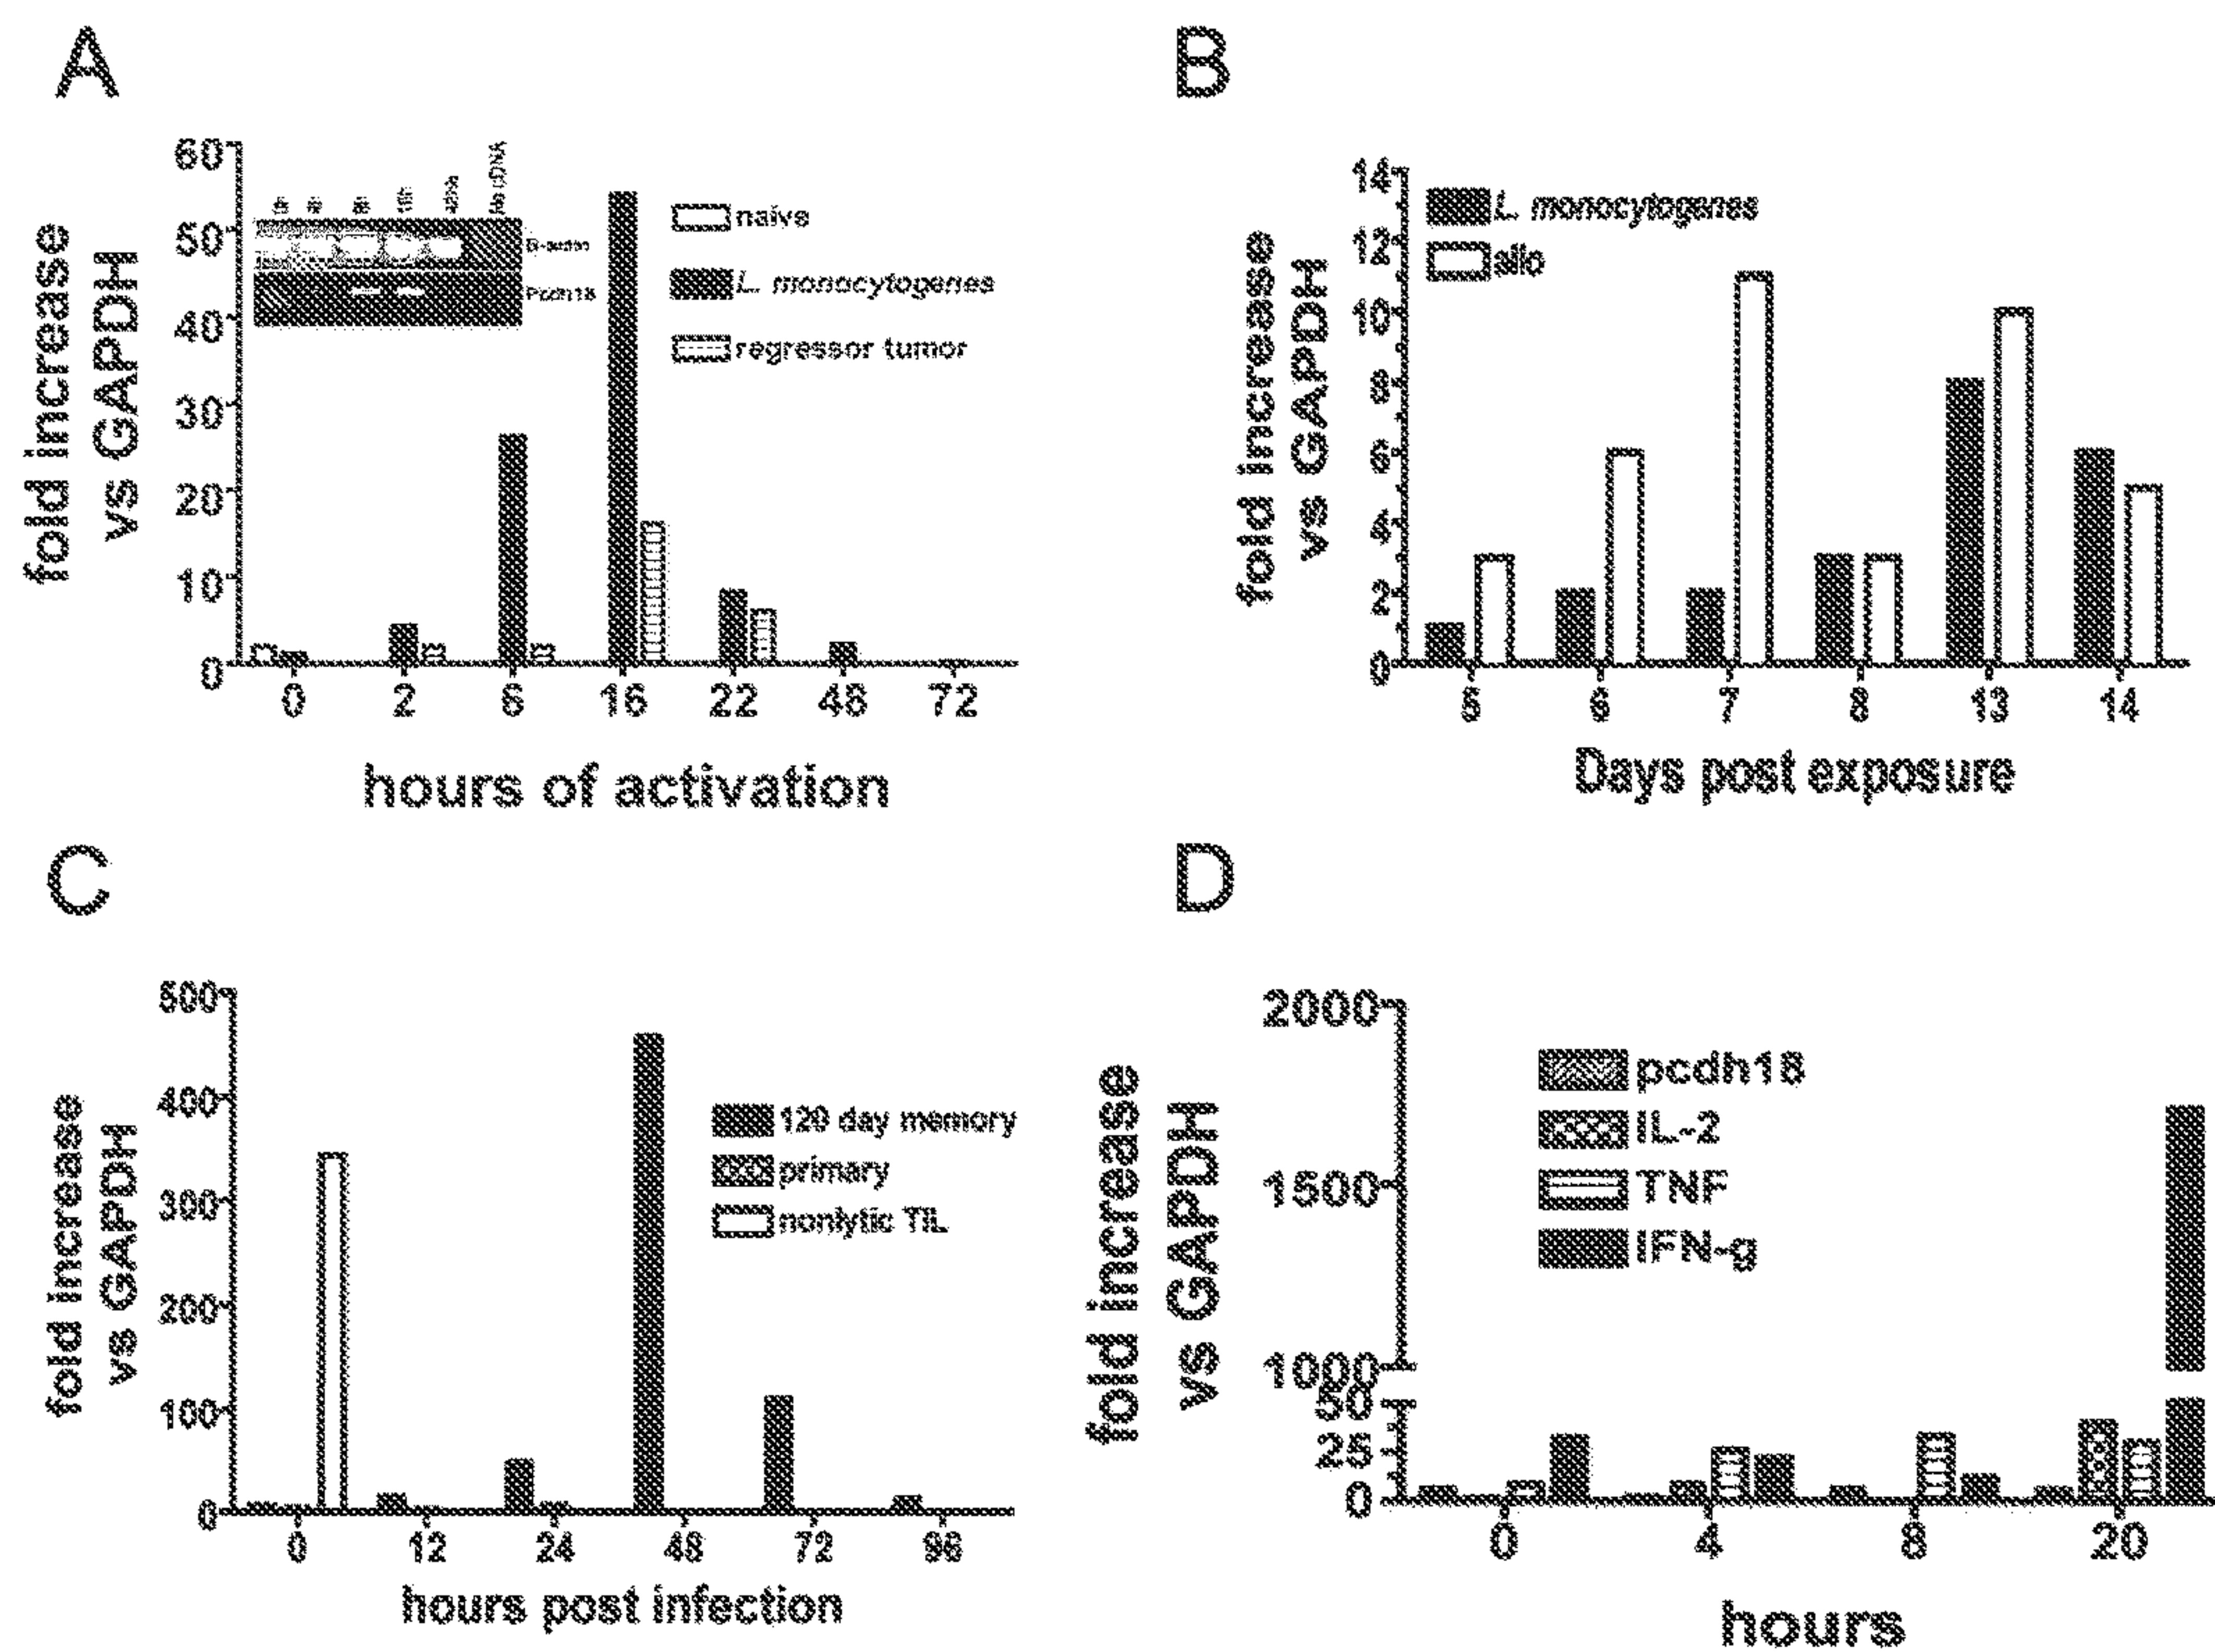 A
fold increase
vs GAPDH
60
50
40
30
20
10
0
No cDNA
B-actin
Pcdh18
naive
L. monocytogenes
regressor tumor
0 2 6 16 22 48 72
hours of activation
B
fold increase
vs GAPDH
14
12
10
8
6
4
2
0
L. monocytogenes
allo
5 6 7 8 13 14
Days post exposure
C
fold increase
vs GAPDH
500
400
300
200
100
0
120 day memory
primary
nonlytic TIL
0 12 24 48 72 96
hours post infection
D
fold increase
vs GAPDH
2000
1500
1000
50
25
0
pcdh18
IL-2
TNF
IFN-g
0 4 8 20
hours